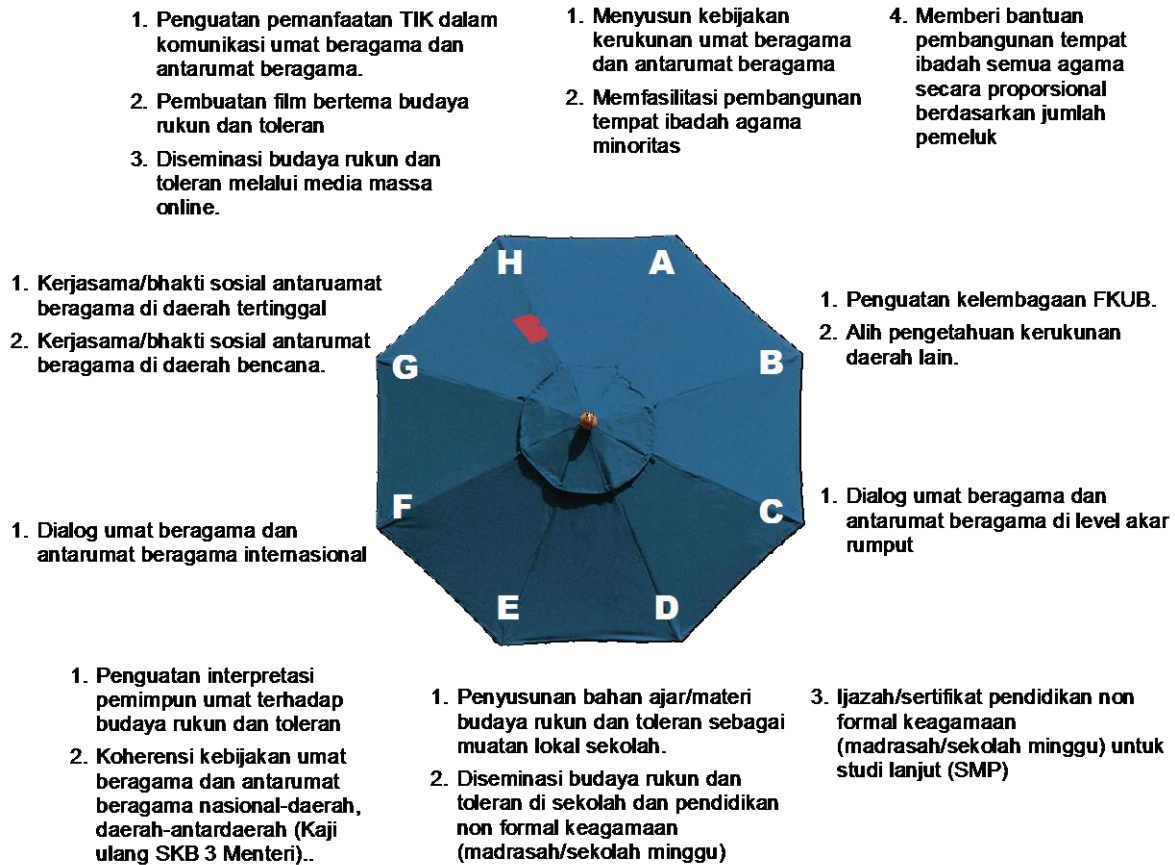 1. Penguatan pemanfaatan TIK dalam
komunikasi umat beragama dan
antarumat beragama.
2. Pembuatan film bertema budaya
rukun dan toleran
3. Diseminasi budaya rukun dan
toleran melalui media massa
online.
1. Menyusun kebijakan
kerukunan umat beragama
dan antarumat beragama
2. Memfasilitasi pembangunan
tempat ibadah agama
minoritas
4. Memberi bantuan
pembangunan tempat
ibadah semua agama
secara proporsional
berdasarkan jumlah
pemeluk
H
A
1. Kerjasama/bhakti sosial antaruamat
beragama di daerah tertinggal
2. Kerjasama/bhakti sosial antarumat
beragama di daerah bencana.
G
B
1. Penguatan kelembagaan FKUB.
2. Alih pengetahuan kerukunan
daerah lain.
1. Dialog umat beragama dan
antarumat beragama internasional
F
C
1. Dialog umat beragama dan
antarumat beragama di level akar
rumput
E
D
1. Penguatan interpretasi
pemimpun umat terhadap
budaya rukun dan toleran
2. Koherensi kebijakan umat
beragama dan antarumat
beragama nasional-daerah,
daerah-antardaerah (Kaji
ulang SKB 3 Menteri)..
1. Penyusunan bahan ajar/materi
budaya rukun dan toleran sebagai
muatan lokal sekolah.
2. Diseminasi budaya rukun dan
toleran di sekolah dan pendidikan
non formal keagamaan
(madrasah/sekolah minggu)
3. Ijazah/sertifikat pendidikan non
formal keagamaan
(madrasah/sekolah minggu) untuk
studi lanjut (SMP)